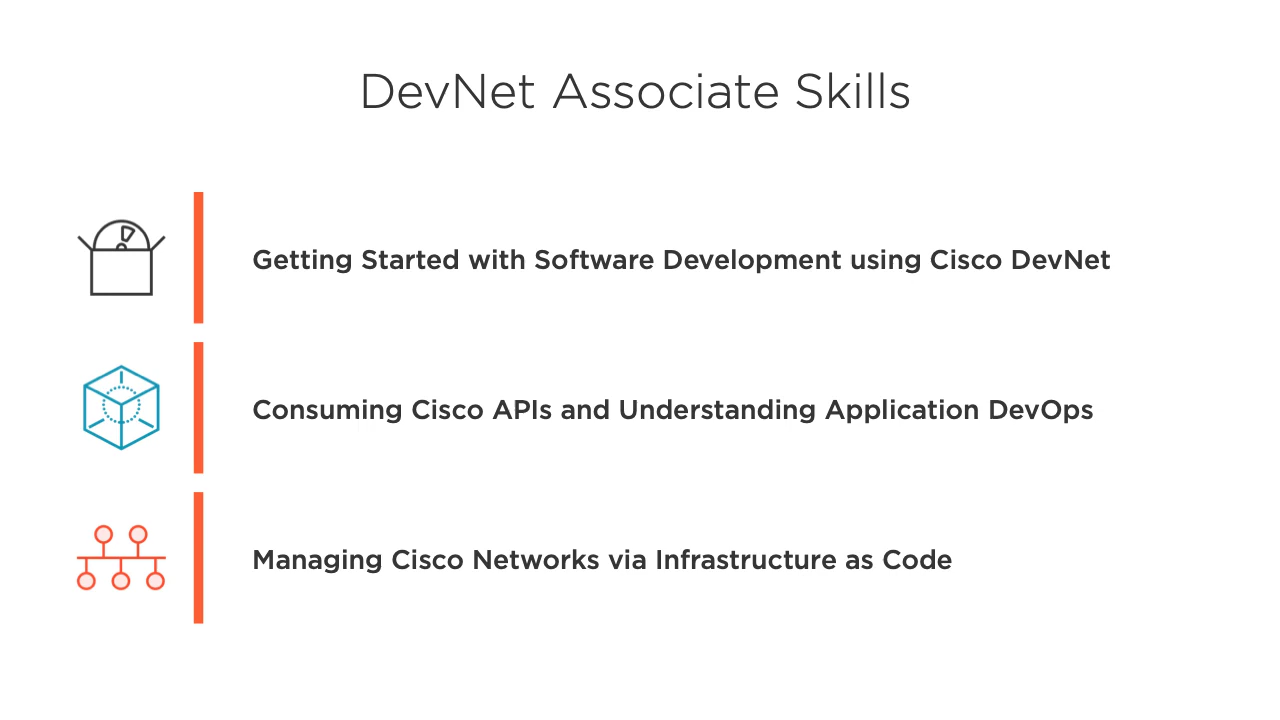 DevNet Associate Skills
Getting Started with Software Development using Cisco DevNet
Consuming Cisco APIs and Understanding Application DevOps
Managing Cisco Networks via Infrastructure as Code